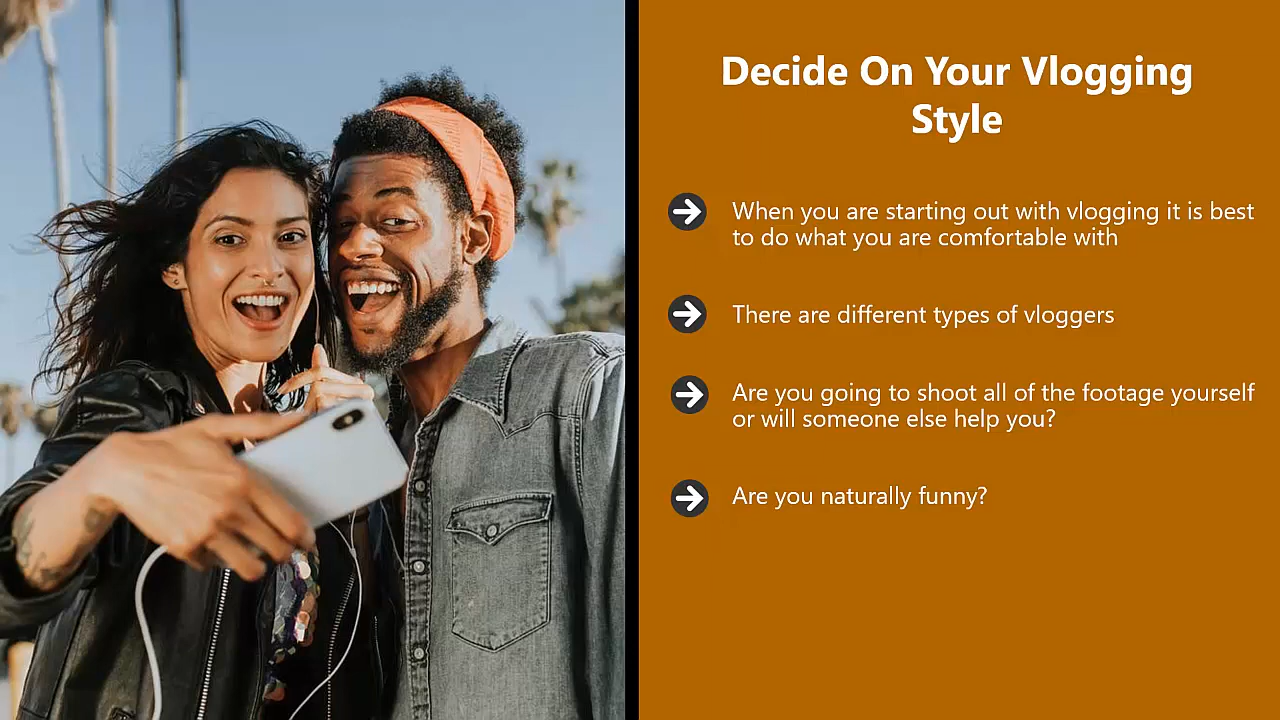 Decide On Your Vlogging
Style
When you are starting out with vlogging it is best
to do what you are comfortable with
There are different types of vloggers
Are you going to shoot all of the footage yourself
or will someone else help you?
Are you naturally funny?